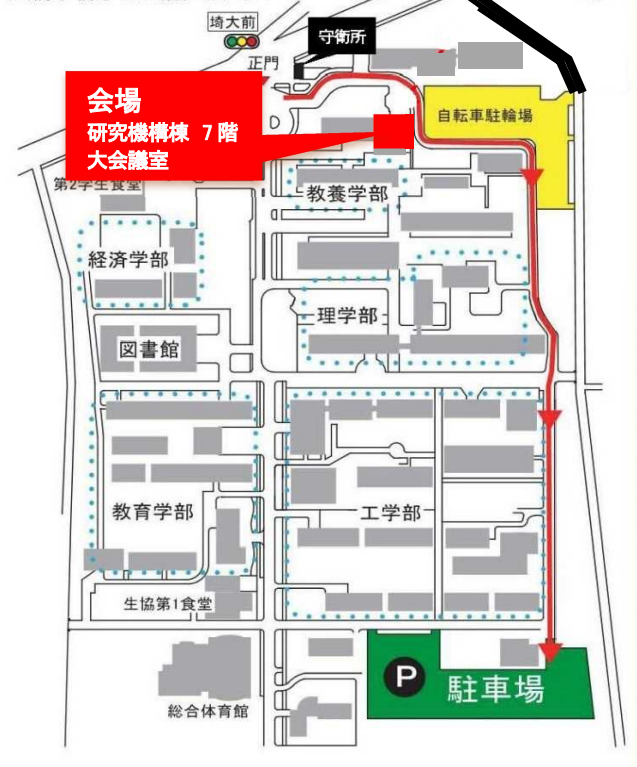 埼大前
守衛所
正門
会場
研究機構棟 7階
大会議室
自転車駐輪場
第2学生食堂
教養学部
経済学部
理学部
図書館
教育学部
工学部
生協第1食堂
P
駐車場
総合体育館